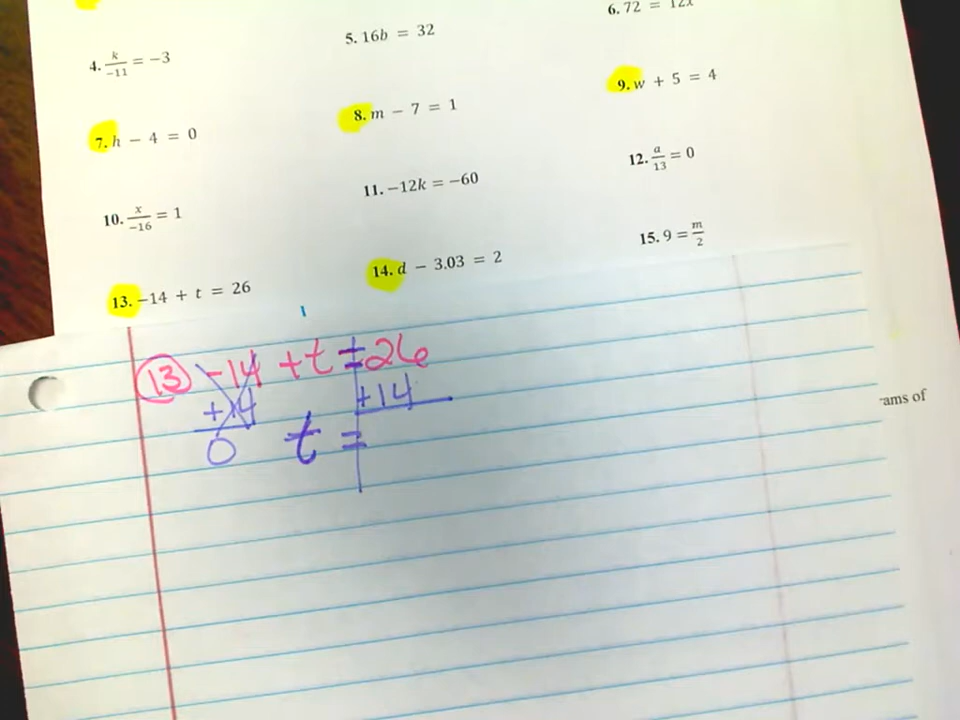 4. k/-11 = -3
5. 16b = 32
6. 72 = 12x
7. h - 4 = 0
8. m - 7 = 1
9. w + 5 = 4
10. x/-16 = 1
11. -12k = -60
12. a/13 = 0
13. -14 + t = 26
14. d - 3.03 = 2
15. 9 = m/2
13 -14 + t = 26
+14 +14
0 t =
ams of